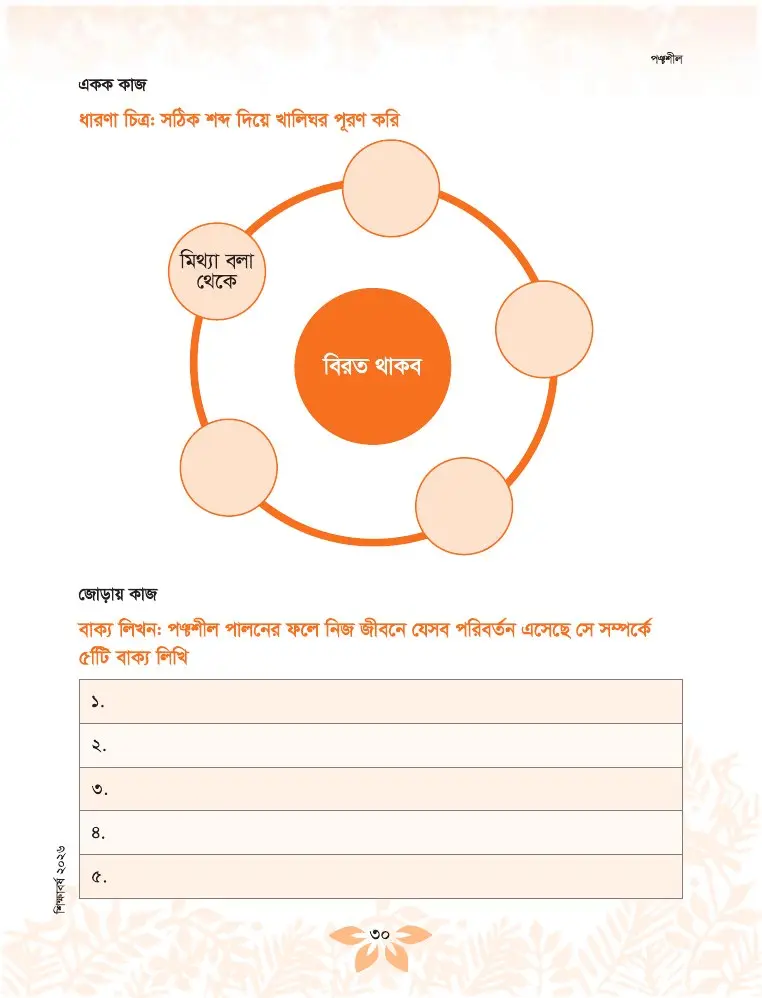 পঞ্চশীল
একক কাজ
ধারণা চিত্র: সঠিক শব্দ দিয়ে খালিঘর পূরণ করি
মিথ্যা বলা
থেকে
বিরত থাকব
জোড়ায় কাজ
বাক্য লিখন: পঞ্চশীল পালনের ফলে নিজ জীবনে যেসব পরিবর্তন এসেছে সে সম্পর্কে
৫টি বাক্য লিখি
১.
২.
৩.
৪.
৫.
শিক্ষাবর্ষ ২০২৬
৩০